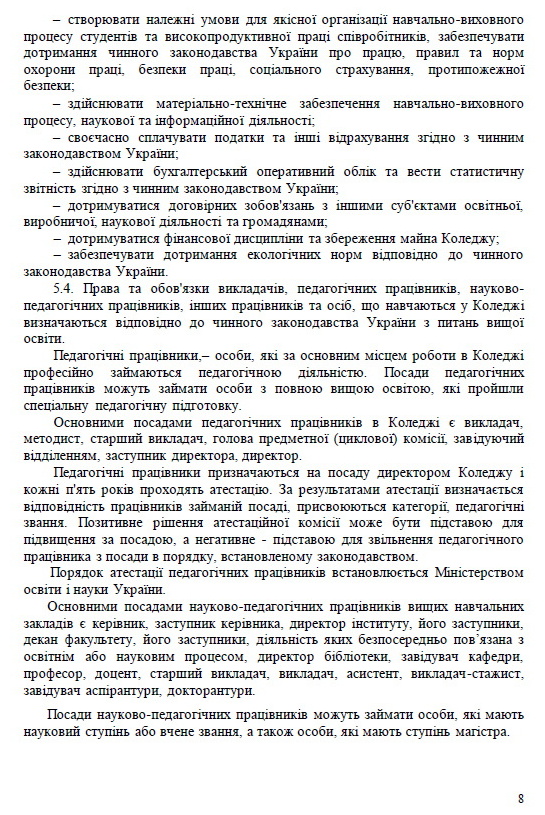 – створювати належні умови для якісної організації навчально-виховного
процесу студентів та високопродуктивної праці співробітників, забезпечувати
дотримання чинного законодавства України про працю, правил та норм
охорони праці, безпеки праці, соціального страхування, протипожежної
безпеки;
– здійснювати матеріально-технічне забезпечення навчально-виховного
процесу, наукової та інформаційної діяльності;
– своєчасно сплачувати податки та інші відрахування згідно з чинним
законодавством України;
– здійснювати бухгалтерський оперативний облік та вести статистичну
звітність згідно з чинним законодавством України;
– дотримуватися договірних зобов'язань з іншими суб'єктами освітньої,
виробничої, наукової діяльності та громадянами;
– дотримуватися фінансової дисципліни та збереження майна Коледжу;
– забезпечувати дотримання екологічних норм відповідно до чинного
законодавства України.
5.4. Права та обов'язки викладачів, педагогічних працівників, науково-
педагогічних працівників, інших працівників та осіб, що навчаються у Коледжі
визначаються відповідно до чинного законодавства України з питань вищої
освіти.
Педагогічні працівники,– особи, які за основним місцем роботи в Коледжі
професійно займаються педагогічною діяльністю. Посади педагогічних
працівників можуть займати особи з повною вищою освітою, які пройшли
спеціальну педагогічну підготовку.
Основними посадами педагогічних працівників в Коледжі є викладач,
методист, старший викладач, голова предметної (циклової) комісії, завідуючий
відділенням, заступник директора, директор.
Педагогічні працівники призначаються на посаду директором Коледжу і
кожні п'ять років проходять атестацію. За результатами атестації визначається
відповідність працівників займаній посаді, присвоюються категорії, педагогічні
звання. Позитивне рішення атестаційної комісії може бути підставою для
підвищення за посадою, а негативне - підставою для звільнення педагогічного
працівника з посади в порядку, встановленому законодавством.
Порядок атестації педагогічних працівників встановлюється Міністерством
освіти і науки України.
Основними посадами науково-педагогічних працівників вищих навчальних
закладів є керівник, заступник керівника, директор інституту, його заступники,
декан факультету, його заступники, діяльність яких безпосередньо пов’язана з
освітнім або науковим процесом, директор бібліотеки, завідувач кафедри,
професор, доцент, старший викладач, викладач, асистент, викладач-стажист,
завідувач аспірантури, докторантури.
Посади науково-педагогічних працівників можуть займати особи, які мають
науковий ступінь або вчене звання, а також особи, які мають ступінь магістра.
8